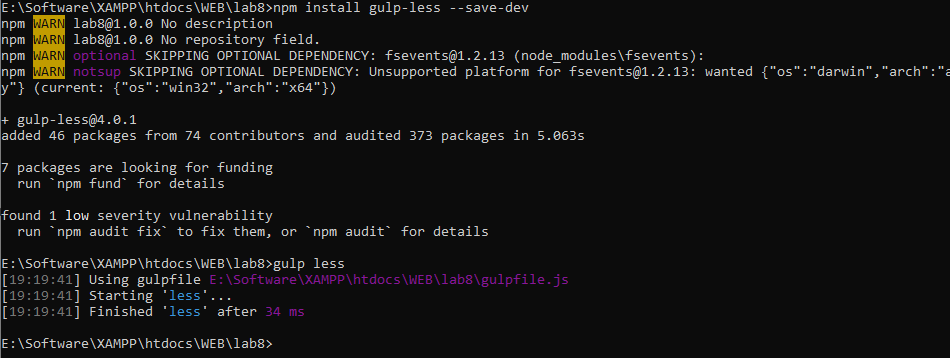 E:\Software\XAMPP\htdocs\WEB\lab8>npm install gulp-less --save-dev
npm WARN lab8@1.0.0 No description
npm WARN lab8@1.0.0 No repository field.
npm WARN optional SKIPPING OPTIONAL DEPENDENCY: fsevents@1.2.13 (node_modules\fsevents):
npm WARN notsup SKIPPING OPTIONAL DEPENDENCY: Unsupported platform for fsevents@1.2.13: wanted {"os":"darwin","arch":"a
y"} (current: {"os":"win32","arch":"x64"})
+ gulp-less@4.0.1
added 46 packages from 74 contributors and audited 373 packages in 5.063s
7 packages are looking for funding
run `npm fund` for details
found 1 low severity vulnerability
run `npm audit fix` to fix them, or `npm audit` for details
E:\Software\XAMPP\htdocs\WEB\lab8>gulp less
[19:19:41] Using gulpfile E:\Software\XAMPP\htdocs\WEB\lab8\gulpfile.js
[19:19:41] Starting 'less'...
[19:19:41] Finished 'less' after 34 ms
E:\Software\XAMPP\htdocs\WEB\lab8>